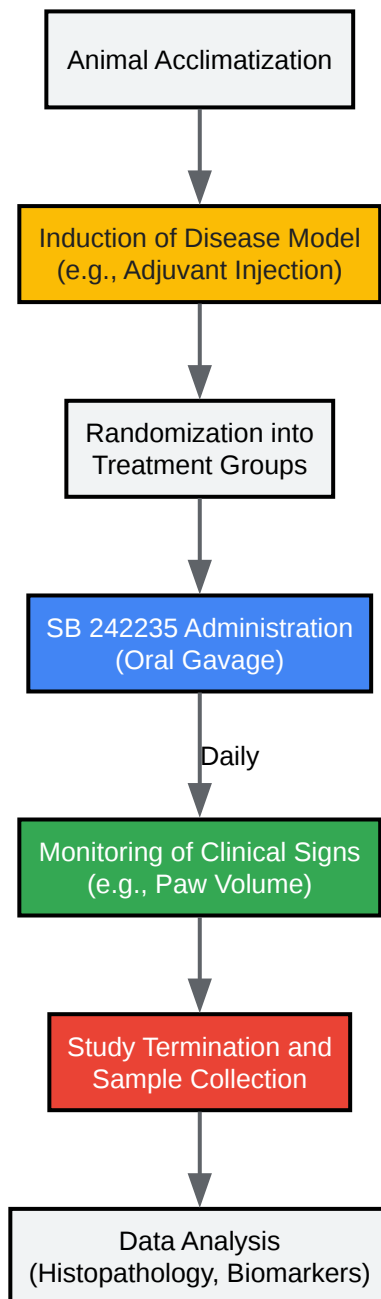 Animal Acclimatization
Induction of Disease Model
(e.g., Adjuvant Injection)
Randomization into
Treatment Groups
SB 242235 Administration
(Oral Gavage)
Daily
Monitoring of Clinical Signs
(e.g., Paw Volume)
Study Termination and
Sample Collection
Data Analysis
(Histopathology, Biomarkers)